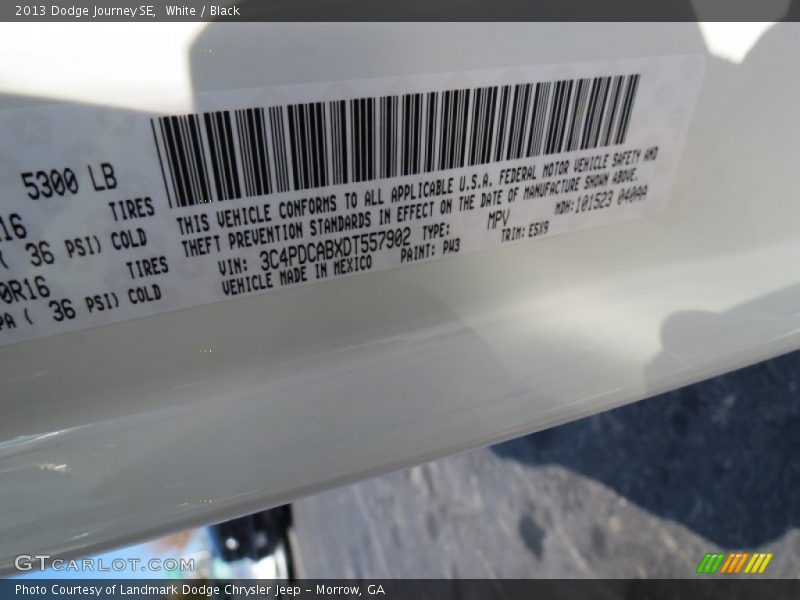 2013 Dodge Journey SE, White / Black
5300 LB
R16 TIRES
( 36 PSI) COLD
0R16 TIRES
PA ( 36 PSI) COLD
THIS VEHICLE CONFORMS TO ALL APPLICABLE U.S.A. FEDERAL MOTOR VEHICLE SAFETY AND
THEFT PREVENTION STANDARDS IN EFFECT ON THE DATE OF MANUFACTURE SHOWN ABOVE.
VIN: 3C4PDCABXDT557902 TYPE: MPV MDH:101523 040AA
VEHICLE MADE IN MEXICO PAINT: PW3 TRIM: E5X9
GTcarlot.com
Photo Courtesy of Landmark Dodge Chrysler Jeep - Morrow, GA